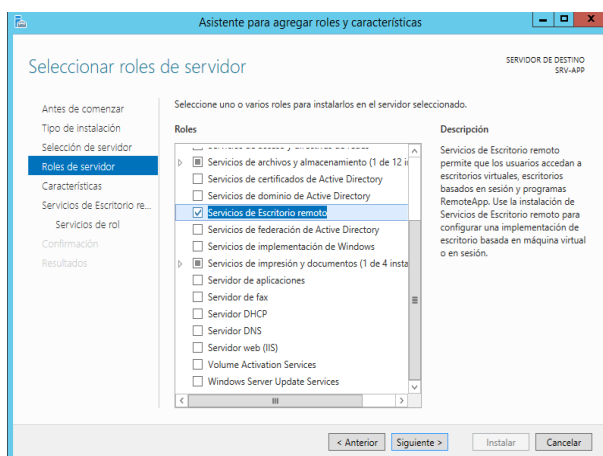 Asistente para agregar roles y características
Seleccionar roles de servidor
SERVIDOR DE DESTINO
SRV-APP
Antes de comenzar
Tipo de instalación
Selección de servidor
Roles de servidor
Características
Servicios de Escritorio re...
Servicios de rol
Confirmación
Resultados
Seleccione uno o varios roles para instalarlos en el servidor seleccionado.
Roles
Servicios de archivos y almacenamiento (1 de 12 i
Servicios de certificados de Active Directory
Servicios de dominio de Active Directory
Servicios de Escritorio remoto
Servicios de federación de Active Directory
Servicios de implementación de Windows
Servicios de impresión y documentos (1 de 4 insta
Servidor de aplicaciones
Servidor de fax
Servidor DHCP
Servidor DNS
Servidor web (IIS)
Volume Activation Services
Windows Server Update Services
Descripción
Servicios de Escritorio remoto
permite que los usuarios accedan a
escritorios virtuales, escritorios
basados en sesión y programas
RemoteApp. Use la instalación de
Servicios de Escritorio remoto para
configurar una implementación de
escritorio basada en máquina virtual
o en sesión.
< Anterior
Siguiente >
Instalar
Cancelar